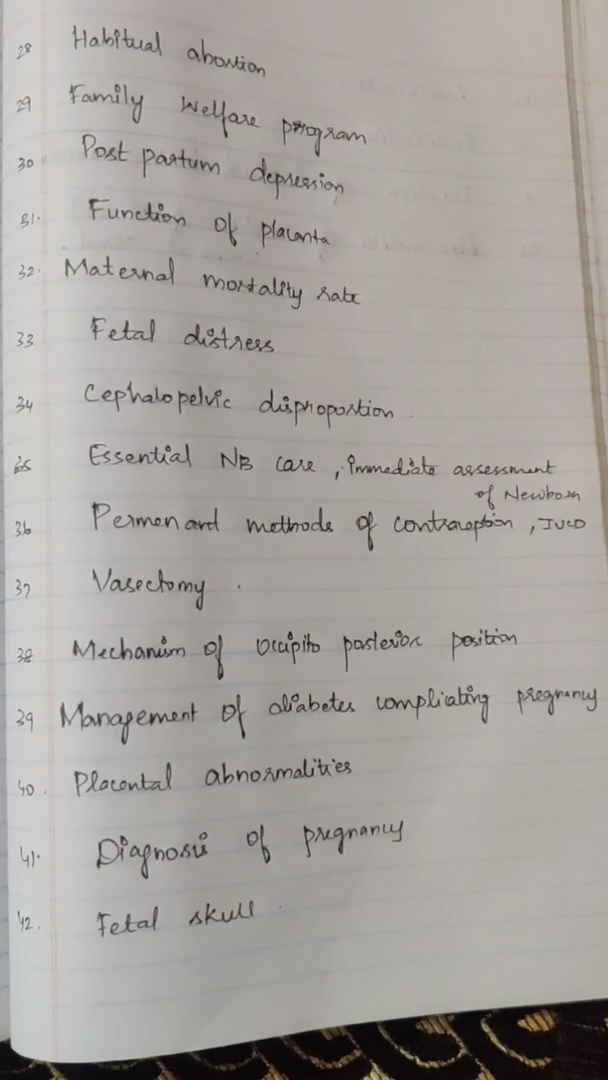 28 Habitual abortion
29 Family Welfare program
30 Post partum depression
31. Function of placenta
32. Maternal mortality rate
33 Fetal distress
34 Cephalopelvic disproportion
35 Essential NB care, immediate assessment
of Newborn
36 Permenant methods of contraception, IUCD
37 Vasectomy.
38 Mechanism of occipito posterior position
39 Management of diabetes complicating pregnancy
40. Placental abnormalities
41. Diagnosis of pregnancy
42. Fetal skull